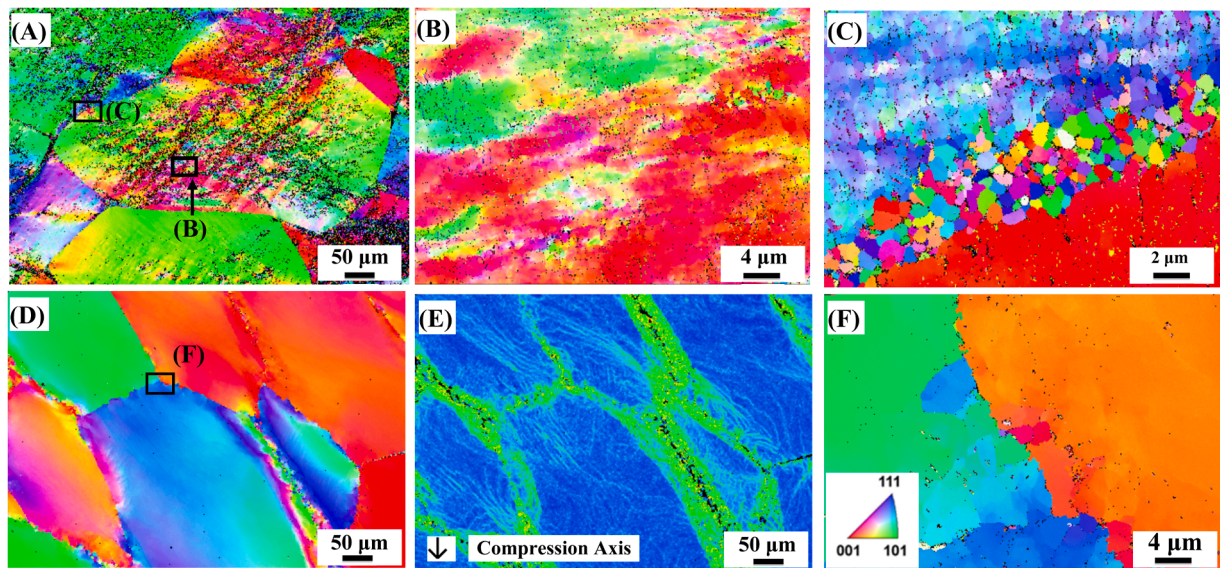 (A)
(C)
(B)
50 μm
(B)
4 μm
(C)
2 μm
(D)
(F)
50 μm
(E)
↓ Compression Axis
50 μm
(F)
111
001
101
4 μm